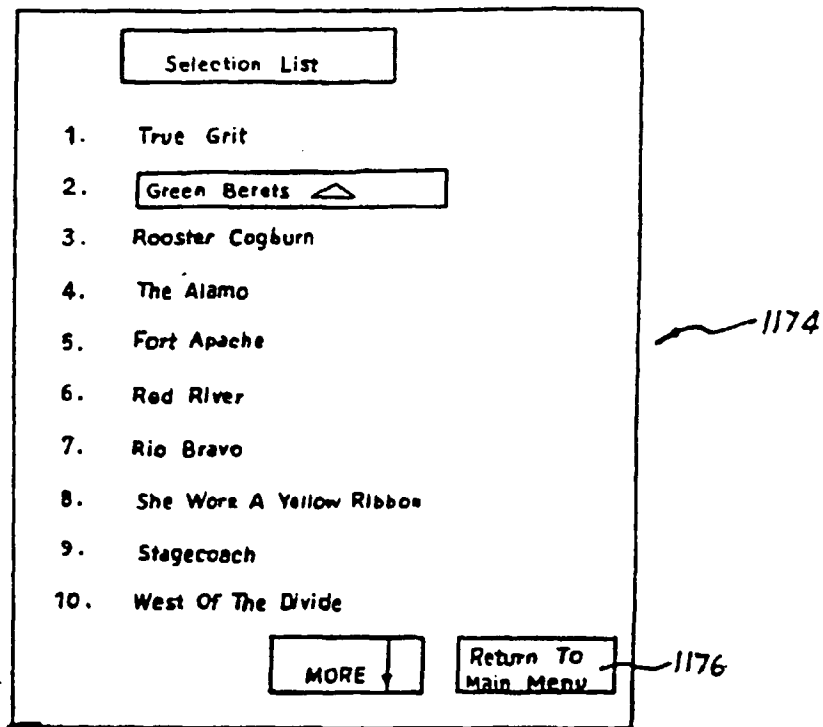 Selection List
1. True Grit
2. Green Berets
3. Rooster Cogburn
4. The Alamo
5. Fort Apache
6. Red River
7. Rio Bravo
8. She Wore A Yellow Ribbon
9. Stagecoach
10. West Of The Divide
MORE
Return To
Main Menu
1174
1176